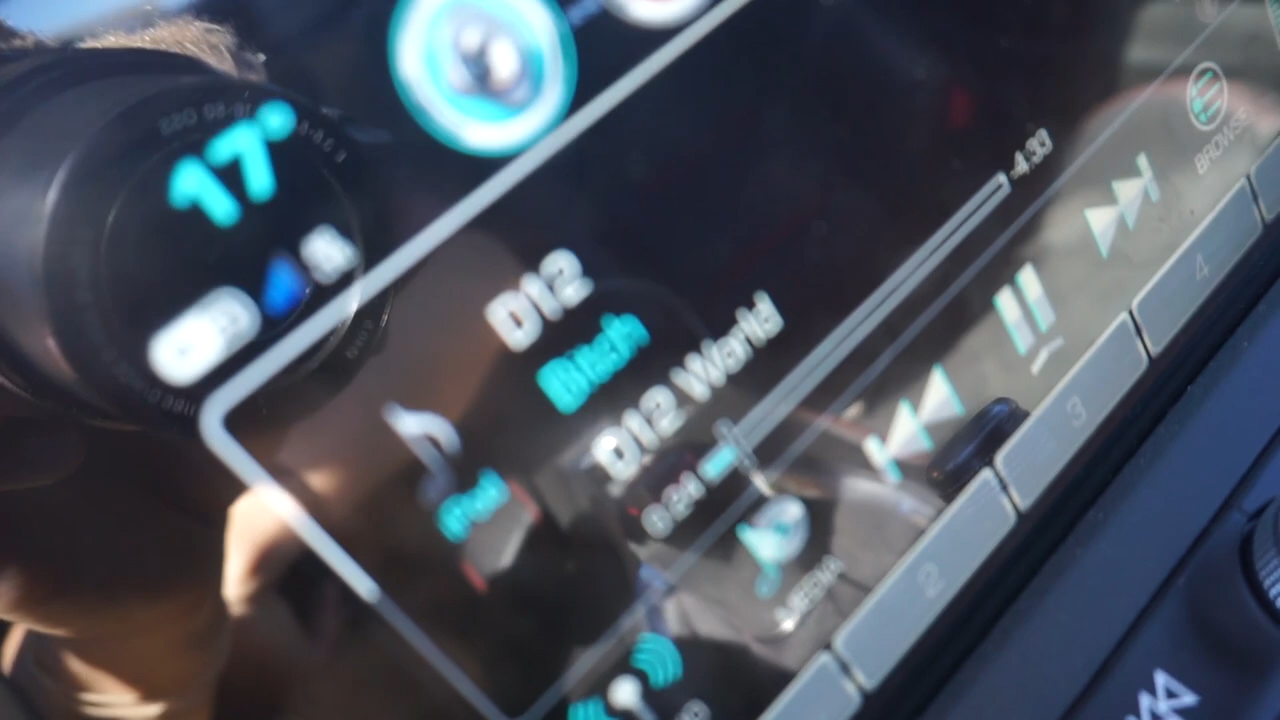 17°
D12
Bitch
D12 World
0:21
-4:33
BROWSE
MEDIA
2
3
4